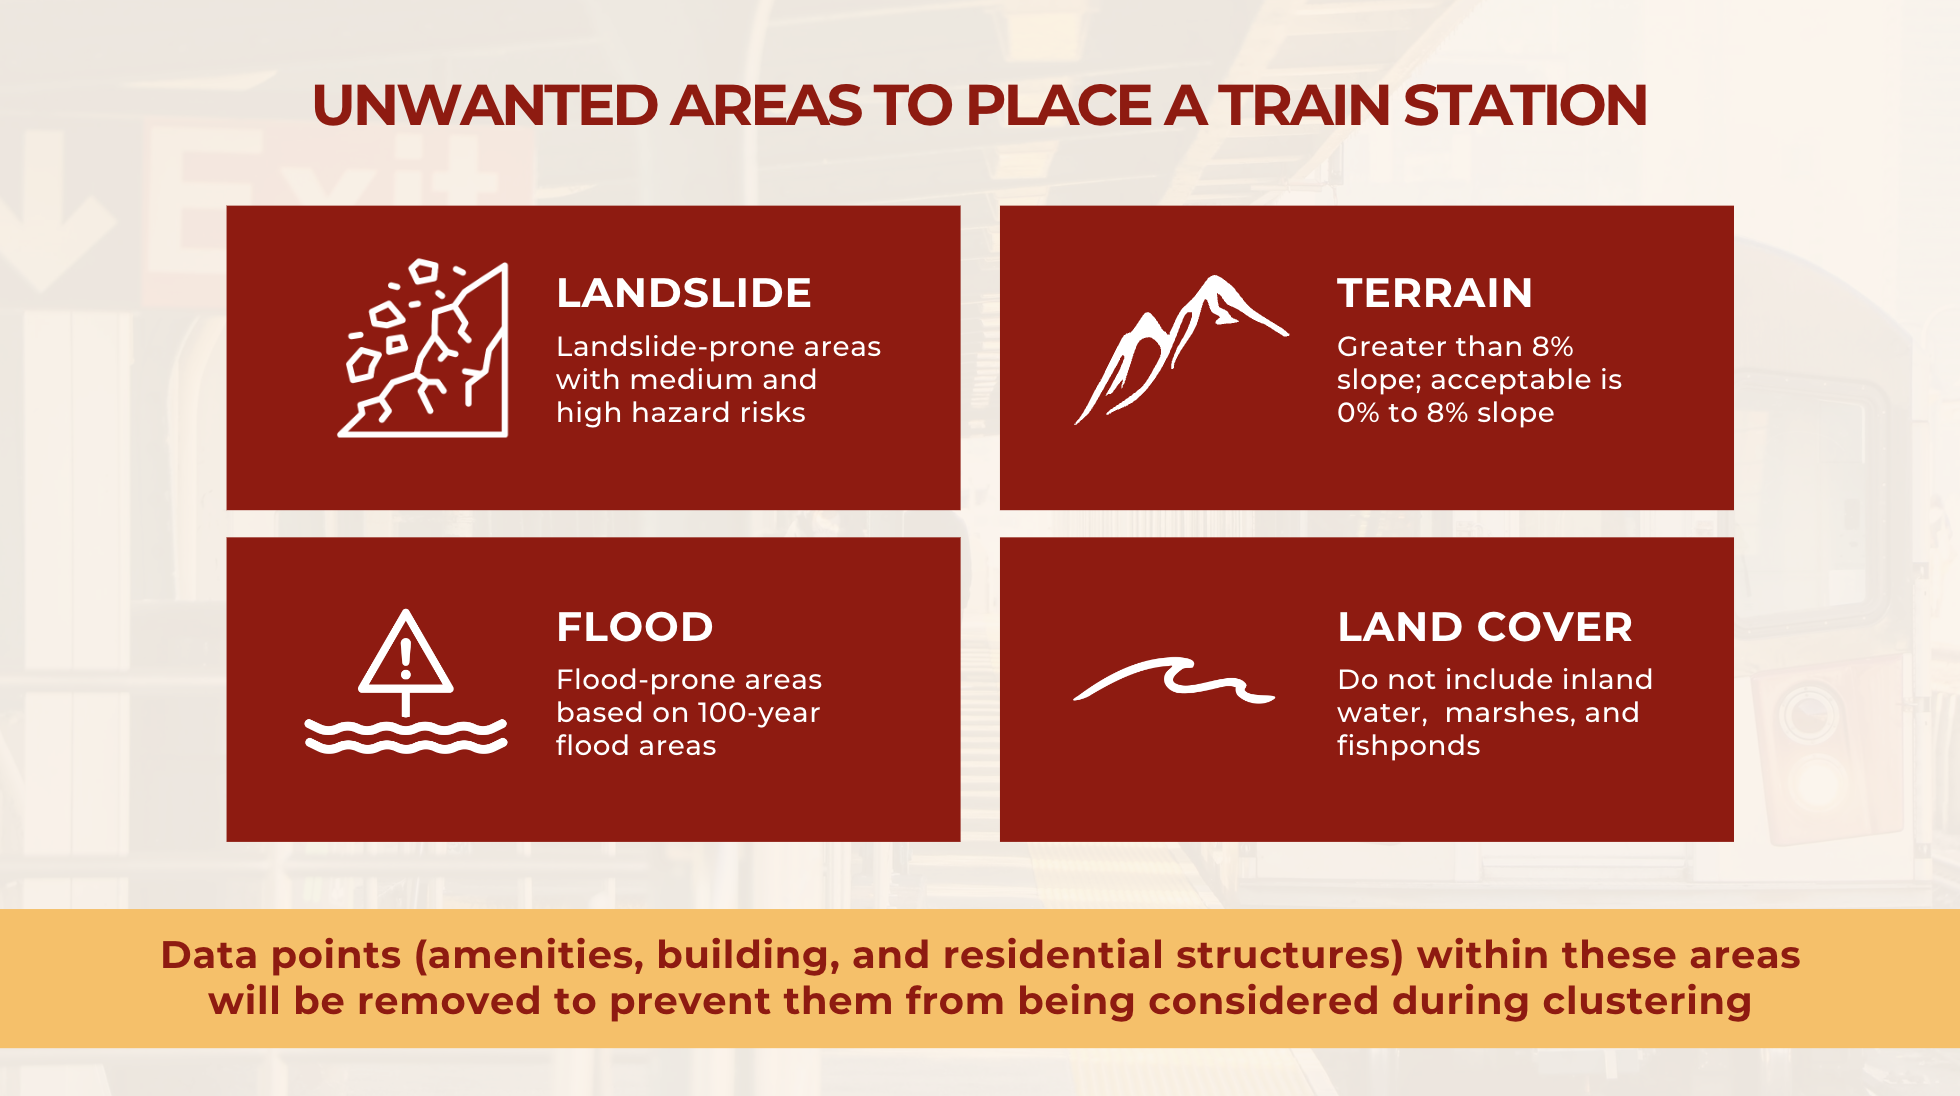 UNWANTED AREAS TO PLACE A TRAIN STATION
Exit
LANDSLIDE
Landslide-prone areas
with medium and
high hazard risks
TERRAIN
Greater than 8%
slope; acceptable is
0% to 8% slope
FLOOD
Flood-prone areas
based on 100-year
flood areas
LAND COVER
Do not include inland
water,  marshes, and
fishponds
Data points (amenities, building, and residential structures) within these areas
will be removed to prevent them from being considered during clustering